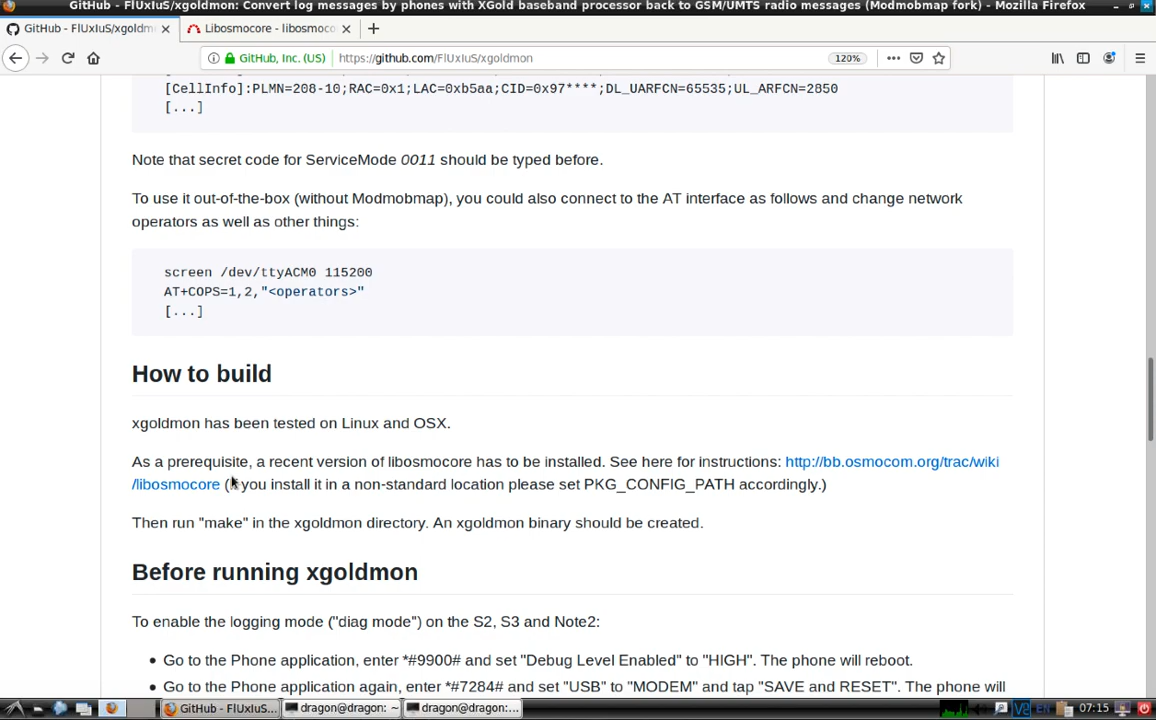 GitHub - FlUxIuS/xgoldmon: Convert log messages by phones with XGold baseband processor back to GSM/UMTS radio messages (Modmobmap fork) - Mozilla Firefox
GitHub - FlUxIuS/xgoldm
Libosmocore - libosmoco
GitHub, Inc. (US)
https://github.com/FlUxIuS/xgoldmon
120%
[CellInfo]:PLMN=208-10;RAC=0x1;LAC=0xb5aa;CID=0x97****;DL_UARFCN=65535;UL_ARFCN=2850
[...]
Note that secret code for ServiceMode 0011 should be typed before.
To use it out-of-the-box (without Modmobmap), you could also connect to the AT interface as follows and change network
operators as well as other things:
screen /dev/ttyACM0 115200
AT+COPS=1,2,"<operators>"
[...]
How to build
xgoldmon has been tested on Linux and OSX.
As a prerequisite, a recent version of libosmocore has to be installed. See here for instructions: http://bb.osmocom.org/trac/wiki
/libosmocore (If you install it in a non-standard location please set PKG_CONFIG_PATH accordingly.)
Then run "make" in the xgoldmon directory. An xgoldmon binary should be created.
Before running xgoldmon
To enable the logging mode ("diag mode") on the S2, S3 and Note2:
• Go to the Phone application, enter *#9900# and set "Debug Level Enabled" to "HIGH". The phone will reboot.
• Go to the Phone application again, enter *#7284# and set "USB" to "MODEM" and tap "SAVE and RESET". The phone will
GitHub - FlUxIuS...
dragon@dragon: ~
dragon@dragon:...
EN
07:15